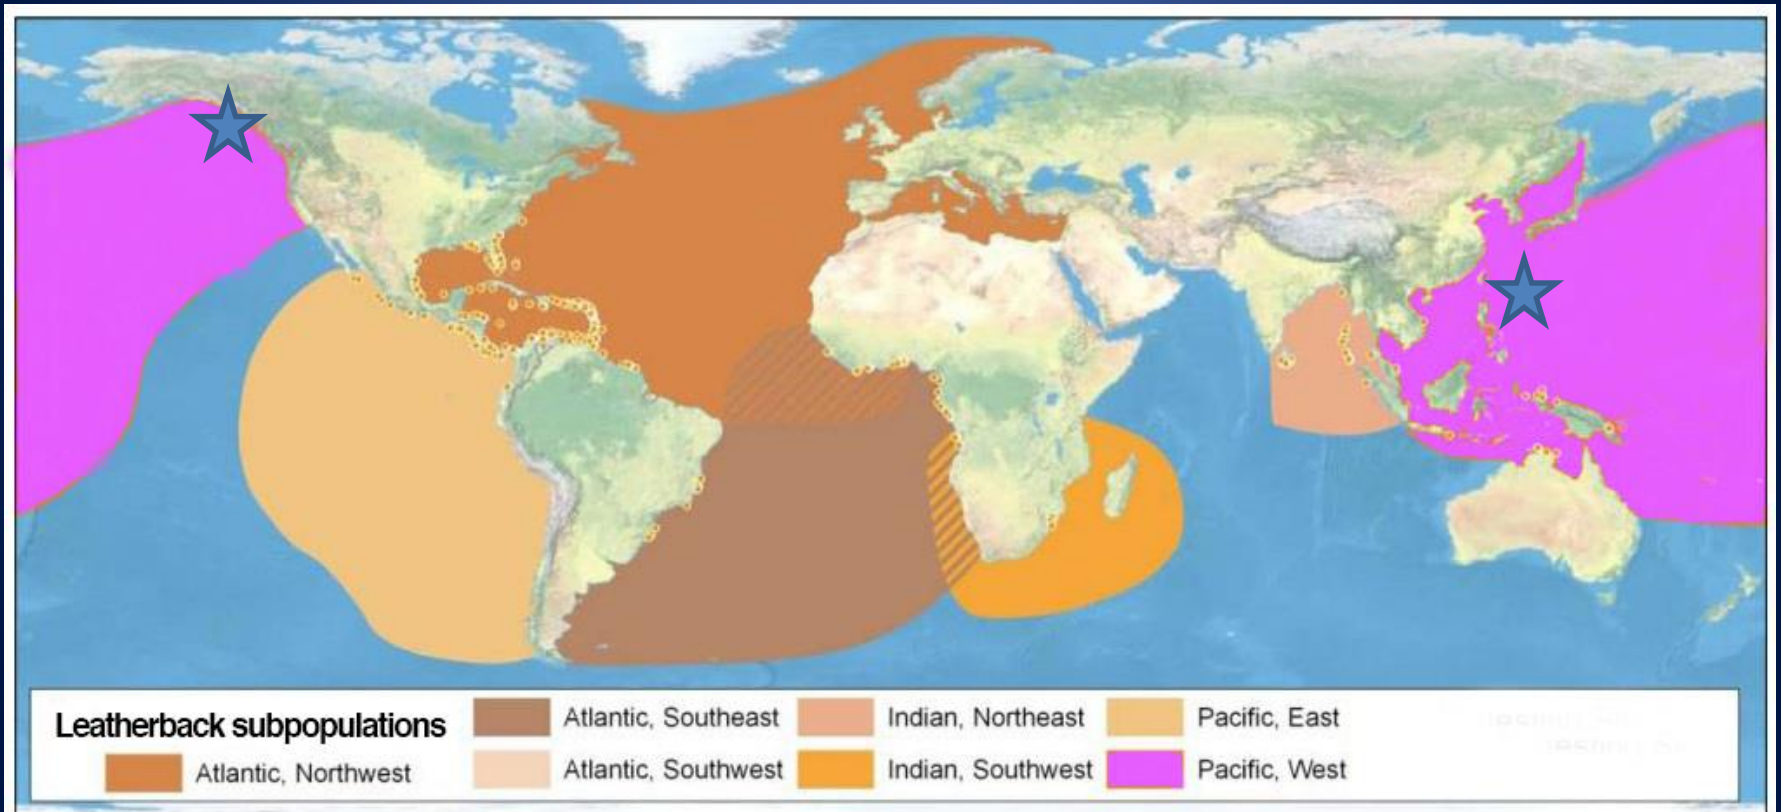 Leatherback subpopulations
Atlantic, Northwest
Atlantic, Southeast
Atlantic, Southwest
Indian, Northeast
Indian, Southwest
Pacific, East
Pacific, West